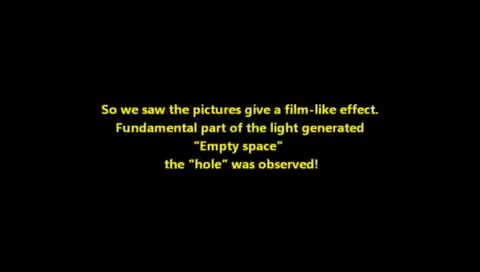 So we saw the pictures give a film-like effect.
Fundamental part of the light generated
"Empty space"
the "hole" was observed!